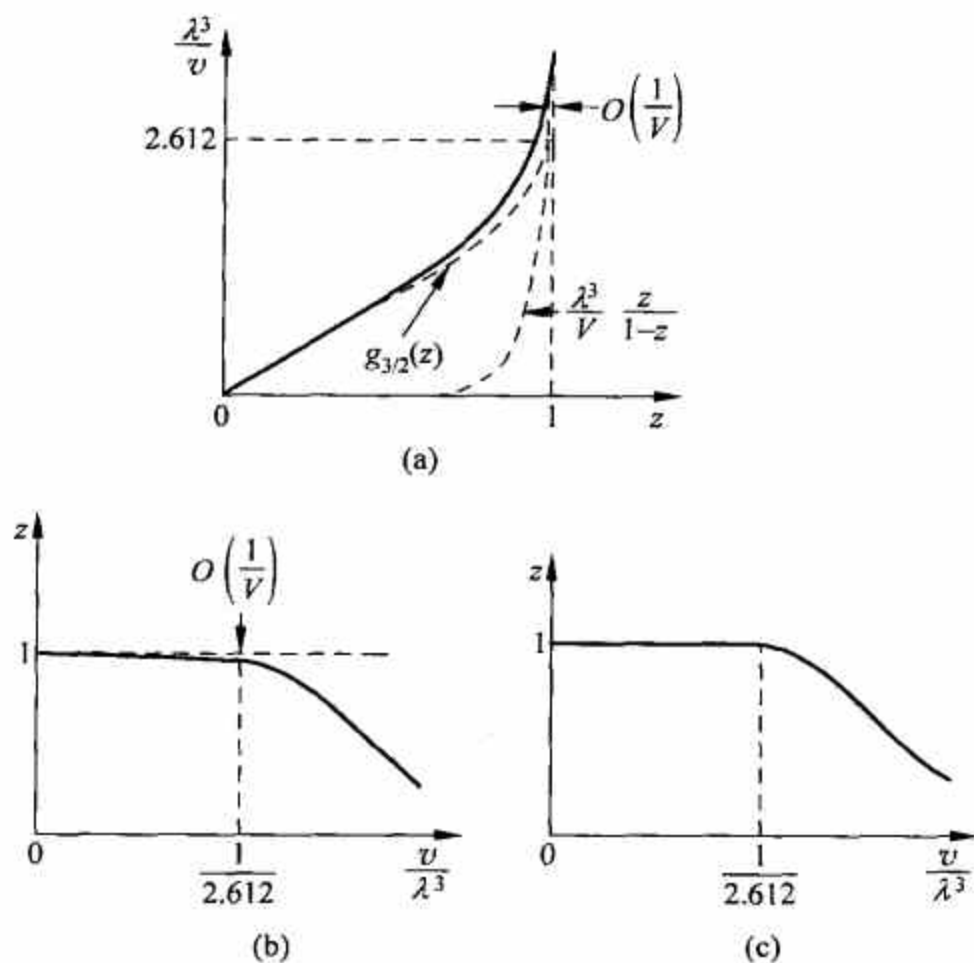 λ³/v
O(1/V)
2.612
λ³/V z/1−z
g3/2(z)
0 1 z
(a)
z
O(1/V)
1
0 1/2.612 v/λ³
(b)
z
1
0 1/2.612 v/λ³
(c)